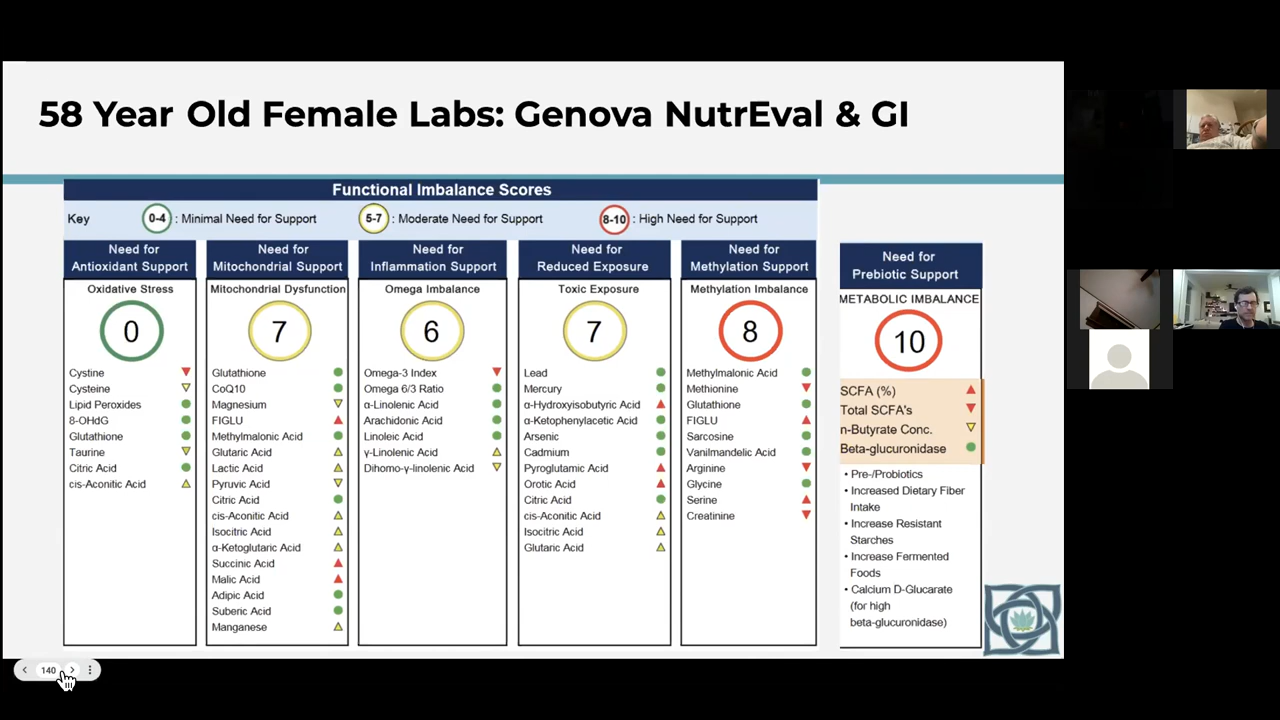 58 Year Old Female Labs: Genova NutrEval & GI
Functional Imbalance Scores
Key
0-4 : Minimal Need for Support
5-7 : Moderate Need for Support
8-10 : High Need for Support
Need for
Antioxidant Support
Oxidative Stress
0
Cystine
Cysteine
Lipid Peroxides
8-OHdG
Glutathione
Taurine
Citric Acid
cis-Aconitic Acid
Need for
Mitochondrial Support
Mitochondrial Dysfunction
7
Glutathione
CoQ10
Magnesium
FIGLU
Methylmalonic Acid
Glutaric Acid
Lactic Acid
Pyruvic Acid
Citric Acid
cis-Aconitic Acid
Isocitric Acid
α-Ketoglutaric Acid
Succinic Acid
Malic Acid
Adipic Acid
Suberic Acid
Manganese
Need for
Inflammation Support
Omega Imbalance
6
Omega-3 Index
Omega 6/3 Ratio
α-Linolenic Acid
Arachidonic Acid
Linoleic Acid
γ-Linolenic Acid
Dihomo-γ-linolenic Acid
Need for
Reduced Exposure
Toxic Exposure
7
Lead
Mercury
α-Hydroxyisobutyric Acid
α-Ketophenylacetic Acid
Arsenic
Cadmium
Pyroglutamic Acid
Orotic Acid
Citric Acid
cis-Aconitic Acid
Isocitric Acid
Glutaric Acid
Need for
Methylation Support
Methylation Imbalance
8
Methylmalonic Acid
Methionine
Glutathione
FIGLU
Sarcosine
Vanilmandelic Acid
Arginine
Glycine
Serine
Creatinine
Need for
Prebiotic Support
METABOLIC IMBALANCE
10
SCFA (%)
Total SCFA's
n-Butyrate Conc.
Beta-glucuronidase
• Pre-/Probiotics
• Increased Dietary Fiber
Intake
• Increase Resistant
Starches
• Increase Fermented
Foods
• Calcium D-Glucarate
(for high
beta-glucuronidase)
140